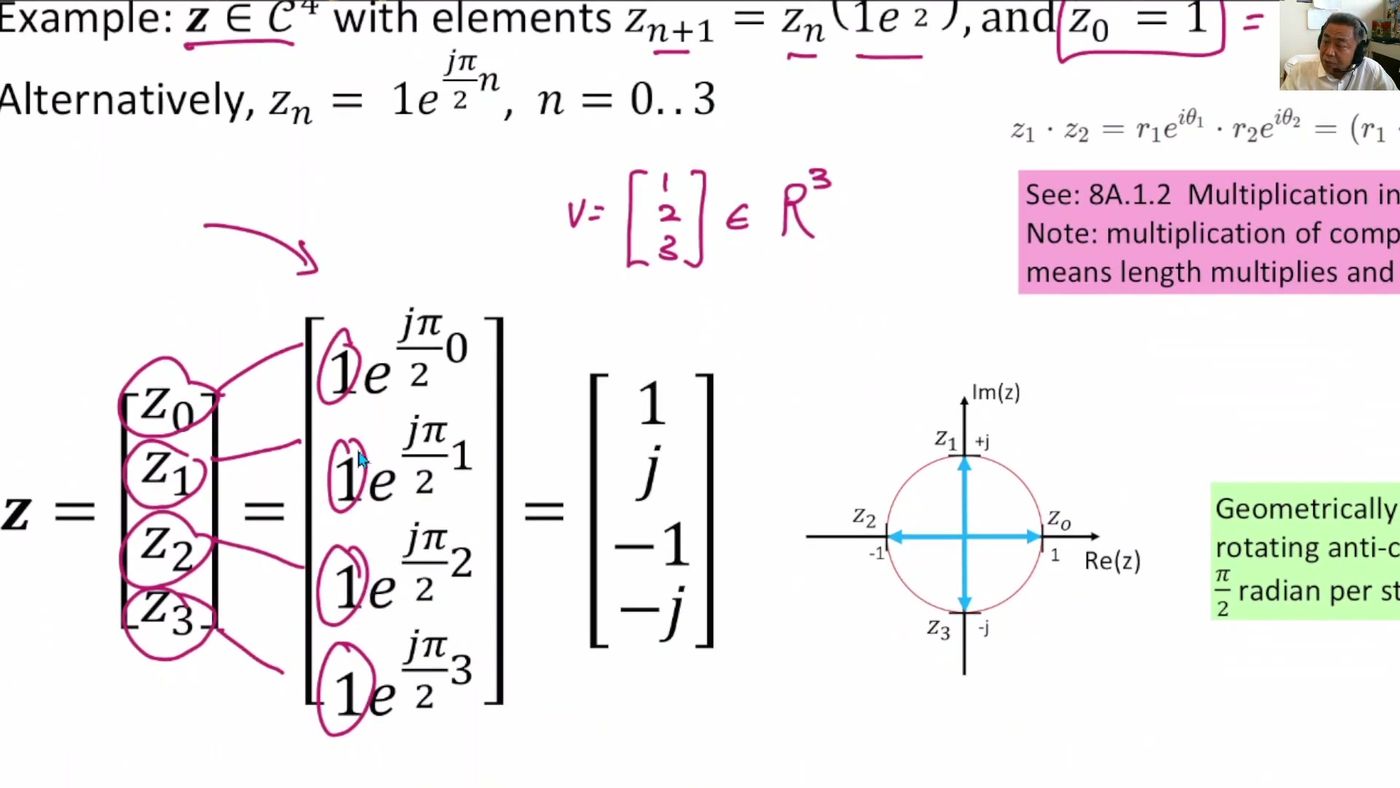 Example: z ∈ C⁴ with elements zₙ₊₁ = zₙ(1e 2 ), and z₀ = 1 =
Alternatively, zₙ = 1e^(jπ/2 n), n = 0..3
z₁ · z₂ = r₁e^(iθ₁) · r₂e^(iθ₂) = (r₁
v= [1 2 3] ∈ R³
See: 8A.1.2 Multiplication in
Note: multiplication of comp
means length multiplies and
z = [z₀ z₁ z₂ z₃] = [1e^(jπ/2 0) 1e^(jπ/2 1) 1e^(jπ/2 2) 1e^(jπ/2 3)] = [1 j −1 −j]
Im(z)
Z₁ +j
Z₂ -1
Z₀ 1
Re(z)
Z₃ -j
Geometrically
rotating anti-c
π/2 radian per st